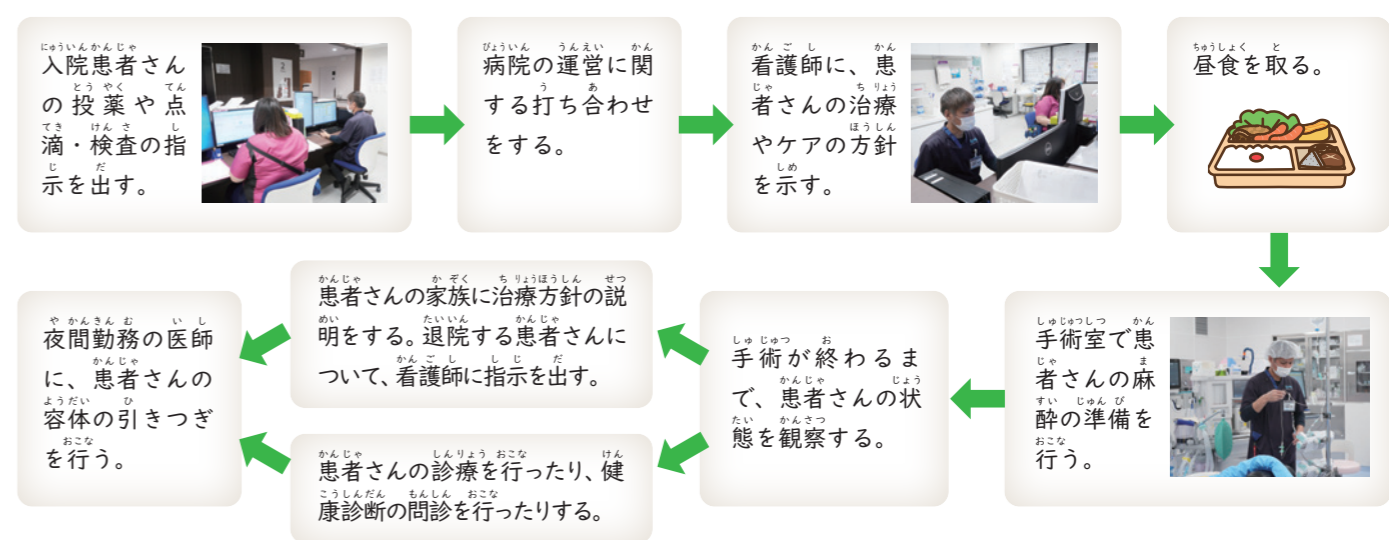 入院患者さん
の投薬や点
滴・検査の指
示を出す。
病院の運営に関
する打ち合わせ
をする。
看護師に、患
者さんの治療
やケアの方針
を示す。
昼食を取る。
手術室で患
者さんの麻
酔の準備を
行う。
手術が終わるま
で、患者さんの状
態を観察する。
患者さんの家族に治療方針の説
明をする。退院する患者さんに
ついて、看護師に指示を出す。
患者さんの診療を行ったり、健
康診断の問診を行ったりする。
夜間勤務の医師
に、患者さんの
容体の引きつぎ
を行う。